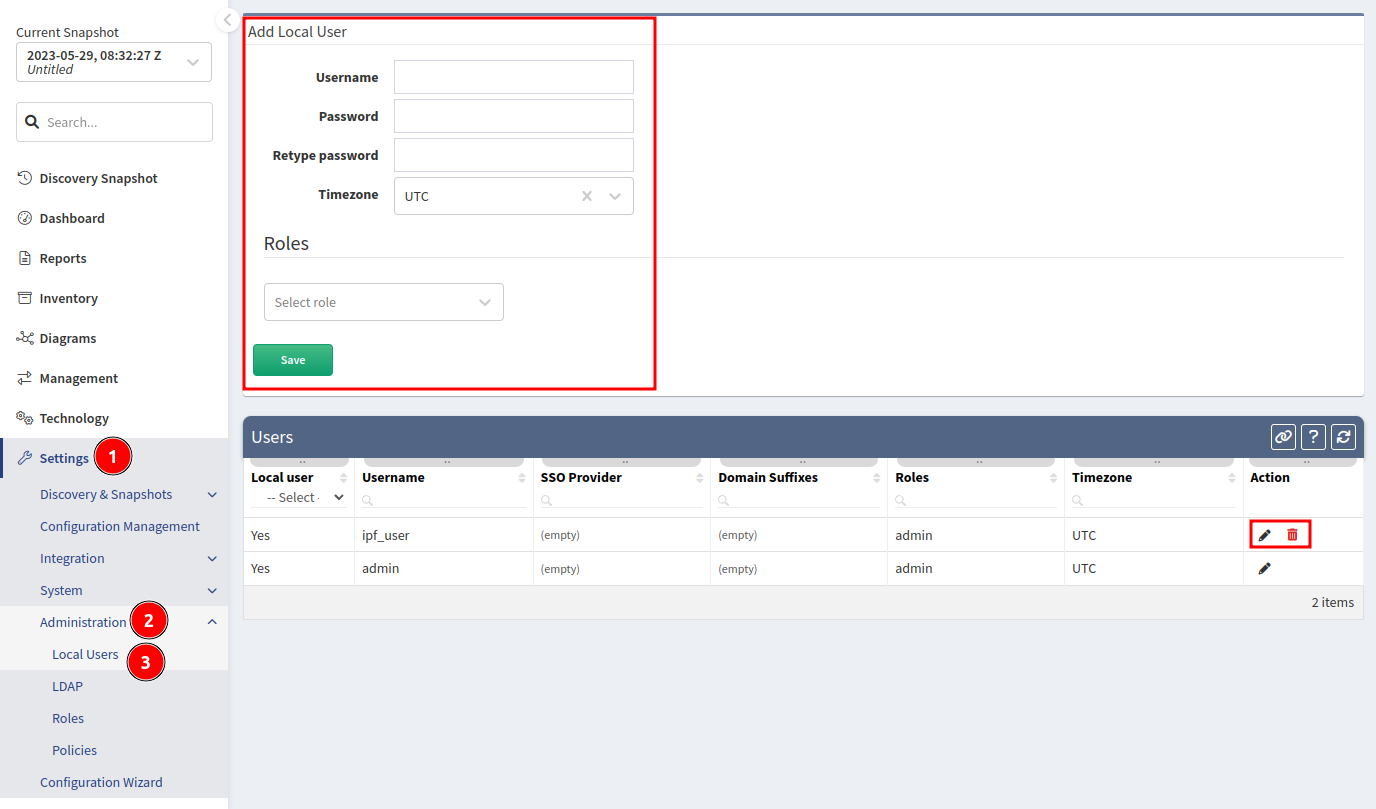 Current Snapshot
2023-05-29, 08:32:27 Z
Untitled
Search...
Discovery Snapshot
Dashboard
Reports
Inventory
Diagrams
Management
Technology
Settings 1
Discovery & Snapshots
Configuration Management
Integration
System
Administration 2
Local Users 3
LDAP
Roles
Policies
Configuration Wizard
Add Local User
Username
Password
Retype password
Timezone UTC
Roles
Select role
Save
Users ?
Local user Username SSO Provider Domain Suffixes Roles Timezone Action
-- Select -
Yes ipf_user (empty) (empty) admin UTC
Yes admin (empty) (empty) admin UTC
2 items